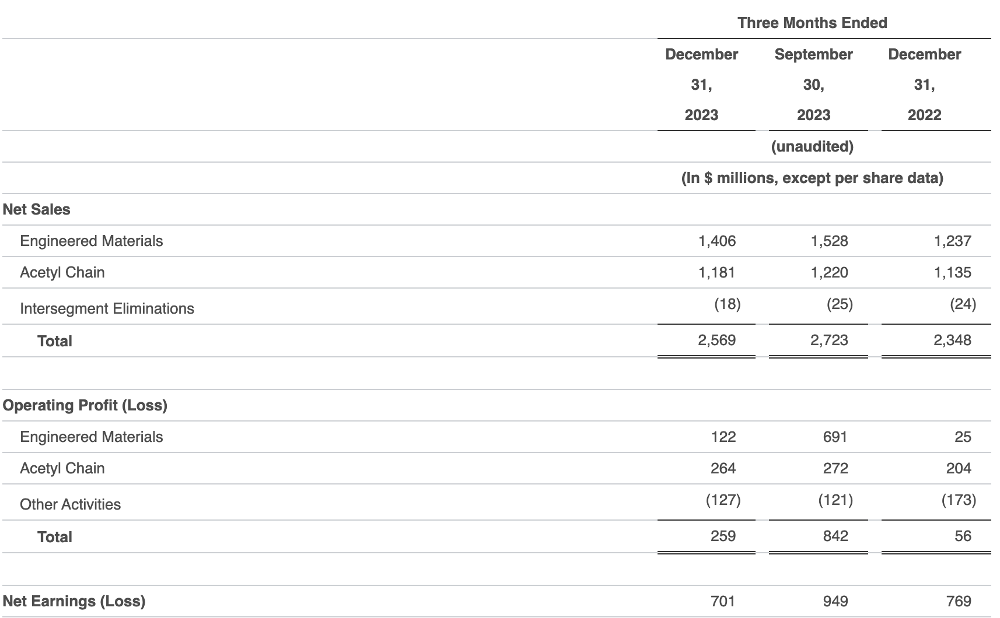 Three Months Ended
December September December
31, 30, 31,
2023 2023 2022
(unaudited)
(In $ millions, except per share data)
Net Sales
Engineered Materials 1,406 1,528 1,237
Acetyl Chain 1,181 1,220 1,135
Intersegment Eliminations (18) (25) (24)
Total 2,569 2,723 2,348
Operating Profit (Loss)
Engineered Materials 122 691 25
Acetyl Chain 264 272 204
Other Activities (127) (121) (173)
Total 259 842 56
Net Earnings (Loss) 701 949 769